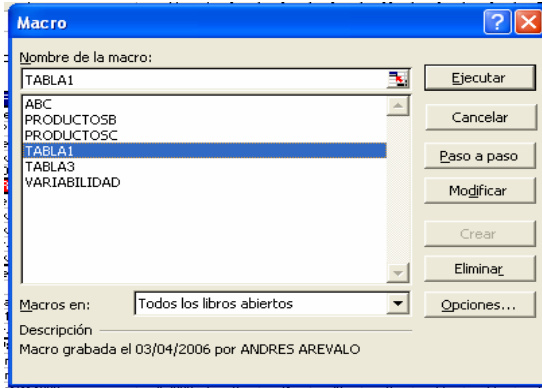 Macro
Nombre de la macro:
TABLA1
ABC
PRODUCTOSB
PRODUCTOSC
TABLA1
TABLA3
VARIABILIDAD
Ejecutar
Cancelar
Paso a paso
Modificar
Crear
Eliminar
Opciones...
Macros en:
Todos los libros abiertos
Descripción
Macro grabada el 03/04/2006 por ANDRES AREVALO